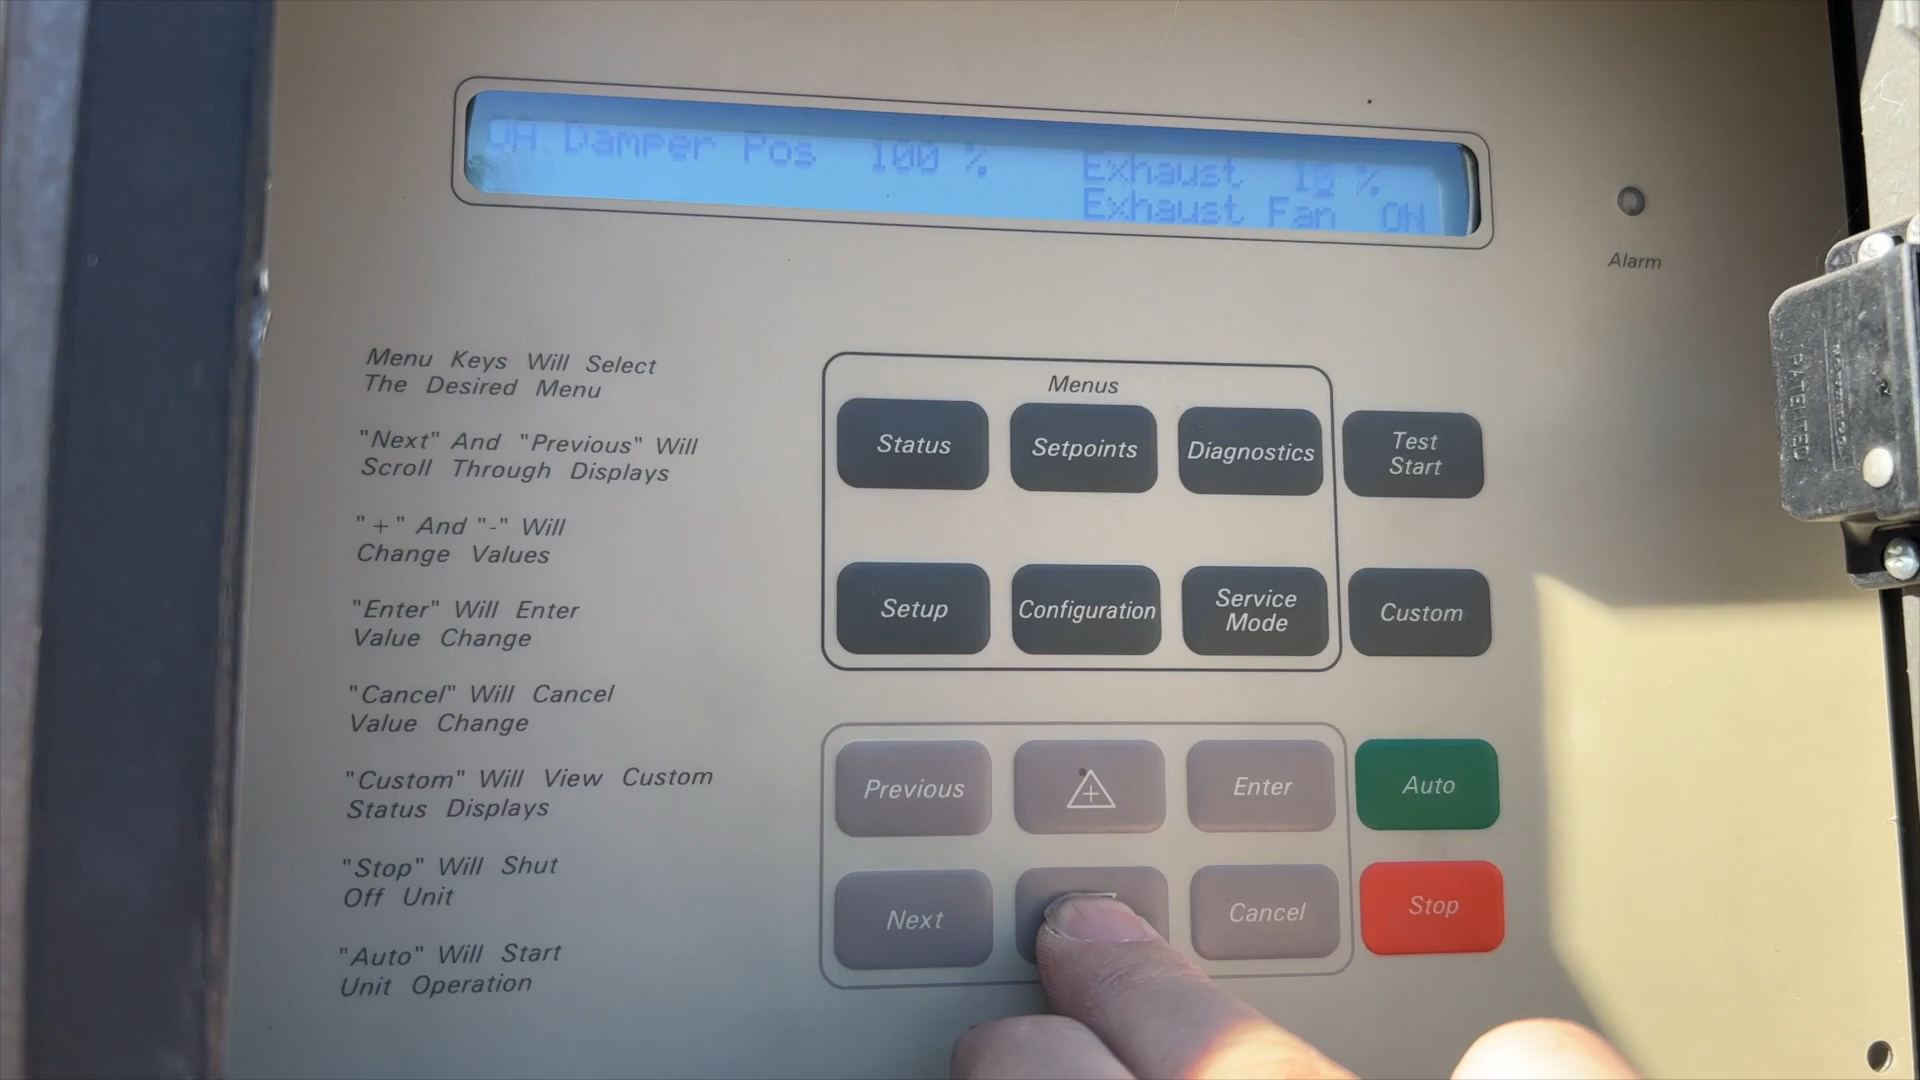 OA Damper Pos 100 % Exhaust %
Exhaust Fan ON
Alarm
Menu Keys Will Select
The Desired Menu
"Next" And "Previous" Will
Scroll Through Displays
"+" And "-" Will
Change Values
"Enter" Will Enter
Value Change
"Cancel" Will Cancel
Value Change
"Custom" Will View Custom
Status Displays
"Stop" Will Shut
Off Unit
"Auto" Will Start
Unit Operation
Menus
Status
Setpoints
Diagnostics
Test
Start
Setup
Configuration
Service
Mode
Custom
Previous
+
Enter
Auto
Next
Cancel
Stop
PATENTED